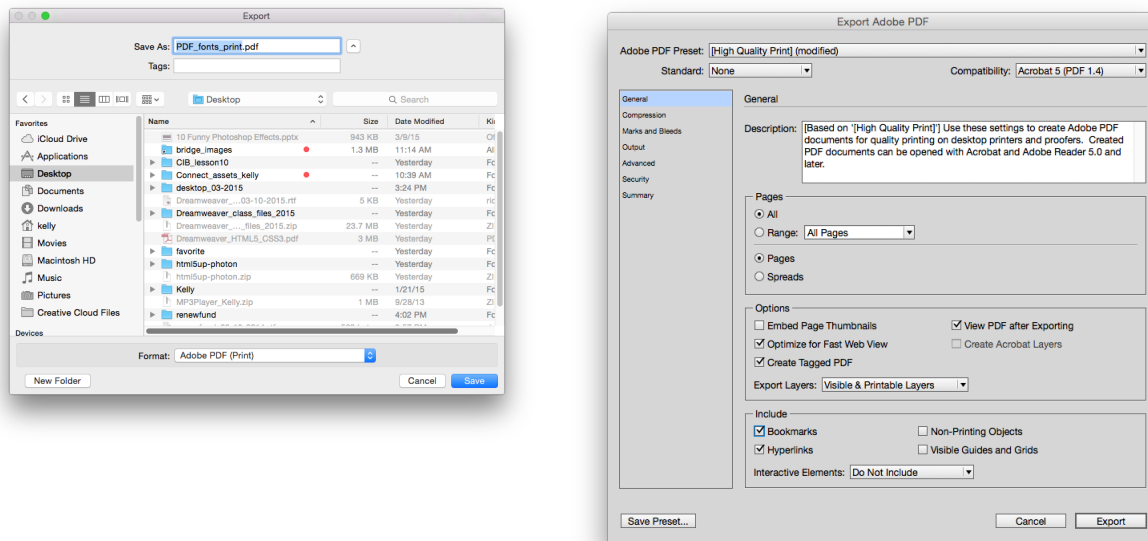 Export
Save As: PDF_fonts_print.pdf
Tags:
Desktop
Search
Favorites
iCloud Drive
Applications
Desktop
Documents
Downloads
kelly
Movies
Macintosh HD
Music
Pictures
Creative Cloud Files
Devices
Name Size Date Modified Ki
10 Funny Photoshop Effects.pptx 943 KB 3/9/15
bridge_images 1.3 MB 11:14 AM
CIB_lesson10 -- Yesterday
Connect_assets_kelly -- 10:39 AM
desktop_03-2015 -- 3:24 PM
Dreamweaver_...03-10-2015.rtf 5 KB Yesterday
Dreamweaver_class_files_2015 -- Yesterday
Dreamweaver_..._files_2015.zip 23.7 MB Yesterday
Dreamweaver_HTML5_CSS3.pdf 3 MB Yesterday
favorite -- Yesterday
html5up-photon -- Yesterday
html5up-photon.zip 669 KB Yesterday
Kelly -- 1/21/15
MP3Player_Kelly.zip 1 MB 9/28/13
renewfund -- 4:02 PM
Format: Adobe PDF (Print)
New Folder Cancel Save
Export Adobe PDF
Adobe PDF Preset: [High Quality Print] (modified)
Standard: None Compatibility: Acrobat 5 (PDF 1.4)
General
Compression
Marks and Bleeds
Output
Advanced
Security
Summary
General
Description: [Based on '[High Quality Print]'] Use these settings to create Adobe PDF
documents for quality printing on desktop printers and proofers. Created
PDF documents can be opened with Acrobat and Adobe Reader 5.0 and
later.
Pages
All
Range: All Pages
Pages
Spreads
Options
Embed Page Thumbnails View PDF after Exporting
Optimize for Fast Web View Create Acrobat Layers
Create Tagged PDF
Export Layers: Visible & Printable Layers
Include
Bookmarks Non-Printing Objects
Hyperlinks Visible Guides and Grids
Interactive Elements: Do Not Include
Save Preset... Cancel Export